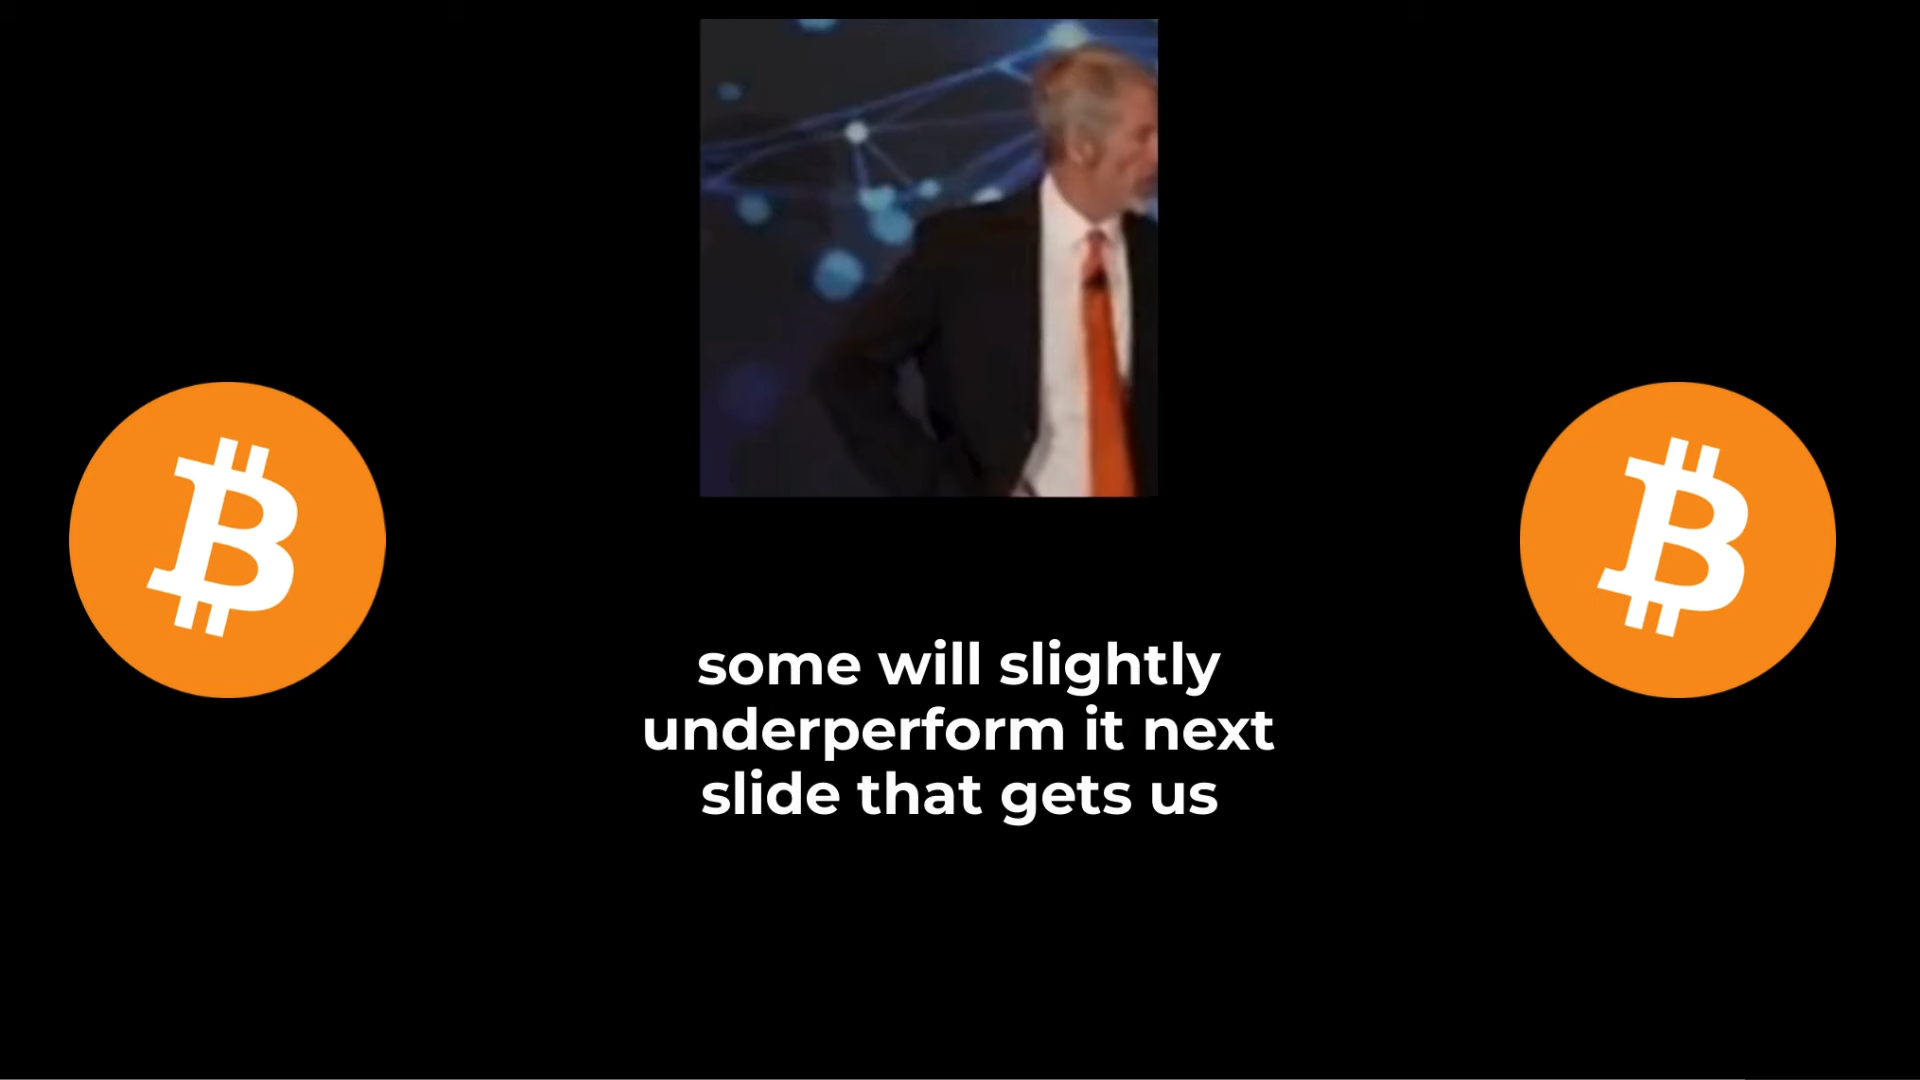 some will slightly
underperform it next
slide that gets us